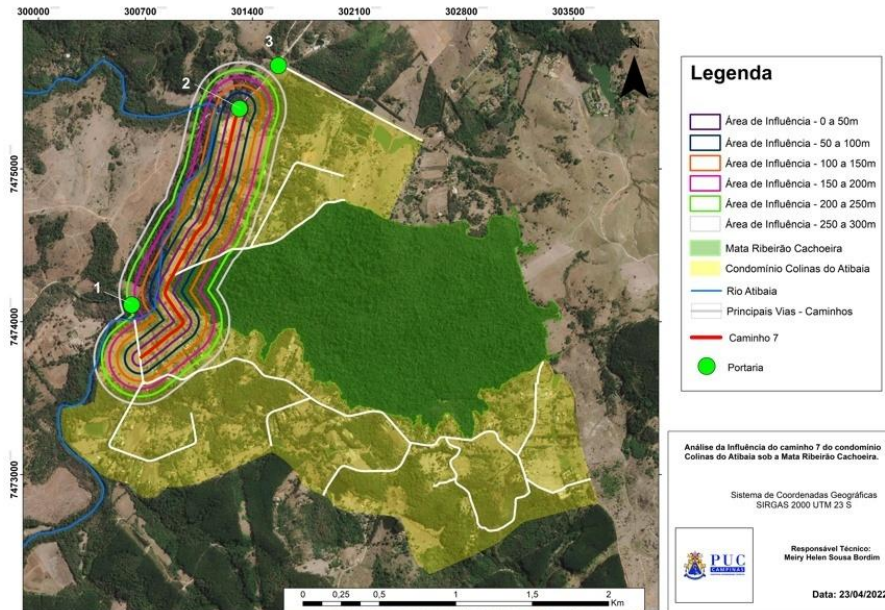 300000 300700 301400 302100 302800 303500
7475000
7474000
7473000
3
2
1
N
Legenda
Área de Influência - 0 a 50m
Área de Influência - 50 a 100m
Área de Influência - 100 a 150m
Área de Influência - 150 a 200m
Área de Influência - 200 a 250m
Área de Influência - 250 a 300m
Mata Ribeirão Cachoeira
Condomínio Colinas do Atibaia
Rio Atibaia
Principais Vias - Caminhos
Caminho 7
Portaria
Análise da Influência do caminho 7 do condomínio
Colinas do Atibaia sob a Mata Ribeirão Cachoeira.
Sistema de Coordenadas Geográficas
SIRGAS 2000 UTM 23 S
PUC
CAMPINAS
Responsável Técnico:
Meiry Helen Sousa Bordim
Data: 23/04/2022
0 0,25 0,5 1 1,5 2
Km